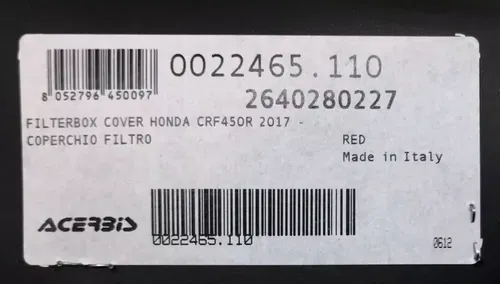 0022465.110
8 052796 450097
2640280227
FILTERBOX COVER HONDA CRF450R 2017 -
COPERCHIO FILTRO RED
Made in Italy
ACERBIS
0022465.110
0612